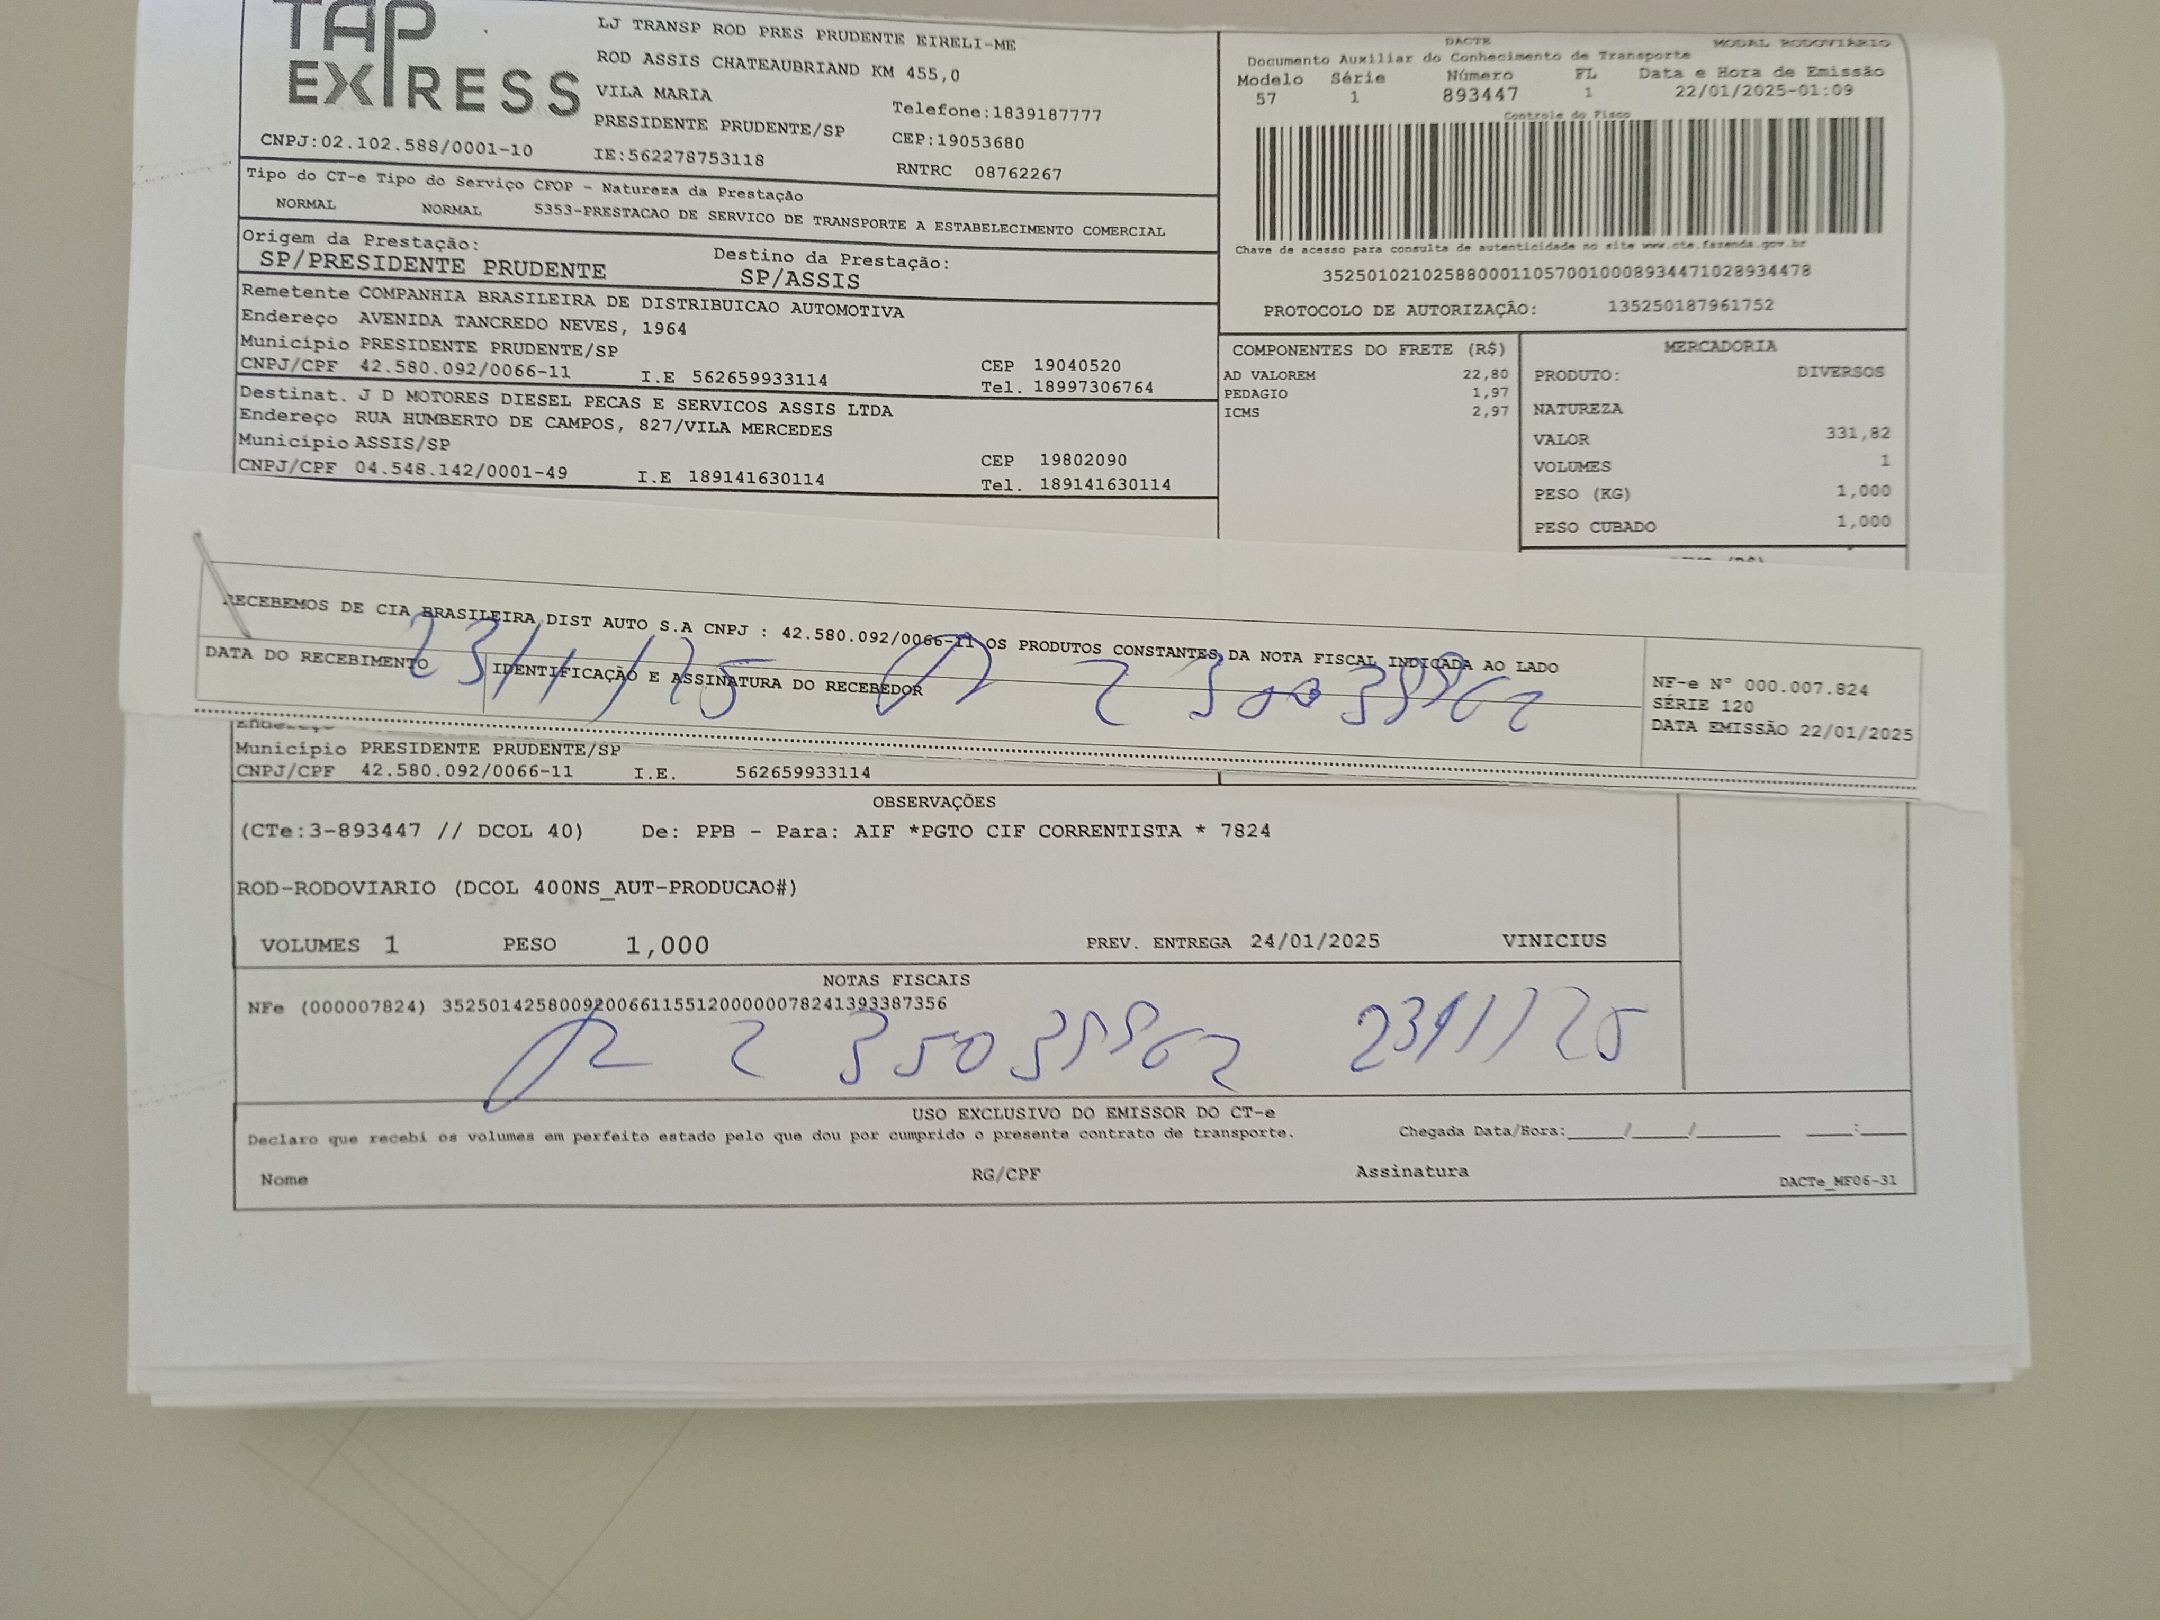 TAP
EXPRESS
CNPJ:02.102.588/0001-10
LJ TRANSP ROD PRES PRUDENTE EIRELI-ME
ROD ASSIS CHATEAUBRIAND KM 455,0
VILA MARIA
Telefone:1839187777
PRESIDENTE PRUDENTE/SP
CEP:19053680
IE:562278753118
RNTRC 08762267
DACTE MODAL RODOVIÁRIO
Documento Auxiliar do Conhecimento de Transporte
Modelo Série Número FL Data e Hora de Emissão
57 1 893447 1 22/01/2025-01:09
Controle do Fisco
Chave de acesso para consulta de autenticidade no site www.cte.fazenda.gov.br
35250102102588000110570010008934471028934478
PROTOCOLO DE AUTORIZAÇÃO: 135250187961752
Tipo do CT-e Tipo do Serviço CFOP - Natureza da Prestação
NORMAL NORMAL 5353-PRESTACAO DE SERVICO DE TRANSPORTE A ESTABELECIMENTO COMERCIAL
Origem da Prestação: Destino da Prestação:
SP/PRESIDENTE PRUDENTE SP/ASSIS
Remetente COMPANHIA BRASILEIRA DE DISTRIBUICAO AUTOMOTIVA
Endereço AVENIDA TANCREDO NEVES, 1964
Município PRESIDENTE PRUDENTE/SP CEP 19040520
CNPJ/CPF 42.580.092/0066-11 I.E 562659933114 Tel. 18997306764
Destinat. J D MOTORES DIESEL PECAS E SERVICOS ASSIS LTDA
Endereço RUA HUMBERTO DE CAMPOS, 827/VILA MERCEDES
Município ASSIS/SP CEP 19802090
CNPJ/CPF 04.548.142/0001-49 I.E 189141630114 Tel. 189141630114
COMPONENTES DO FRETE (R$)
AD VALOREM 22,80
PEDAGIO 1,97
ICMS 2,97
MERCADORIA
PRODUTO: DIVERSOS
NATUREZA
VALOR 331,82
VOLUMES 1
PESO (KG) 1,000
PESO CUBADO 1,000
RECEBEMOS DE CIA BRASILEIRA DIST AUTO S.A CNPJ : 42.580.092/0066-11 OS PRODUTOS CONSTANTES DA NOTA FISCAL INDICADA AO LADO
DATA DO RECEBIMENTO IDENTIFICAÇÃO E ASSINATURA DO RECEBEDOR
23/1/25
NF-e N° 000.007.824
SÉRIE 120
DATA EMISSÃO 22/01/2025
Município PRESIDENTE PRUDENTE/SP
CNPJ/CPF 42.580.092/0066-11 I.E. 562659933114
OBSERVAÇÕES
(CTe:3-893447 // DCOL 40) De: PPB - Para: AIF *PGTO CIF CORRENTISTA * 7824
ROD-RODOVIARIO (DCOL 400NS_AUT-PRODUCAO#)
VOLUMES 1 PESO 1,000 PREV. ENTREGA 24/01/2025 VINICIUS
NOTAS FISCAIS
NFe (000007824) 35250142580092006611551200000078241393387356
23/1/25
USO EXCLUSIVO DO EMISSOR DO CT-e
Declaro que recebi os volumes em perfeito estado pelo que dou por cumprido o presente contrato de transporte. Chegada Data/Hora:_____/_____/_______ ____:____
Nome RG/CPF Assinatura DACTe_MF06-31